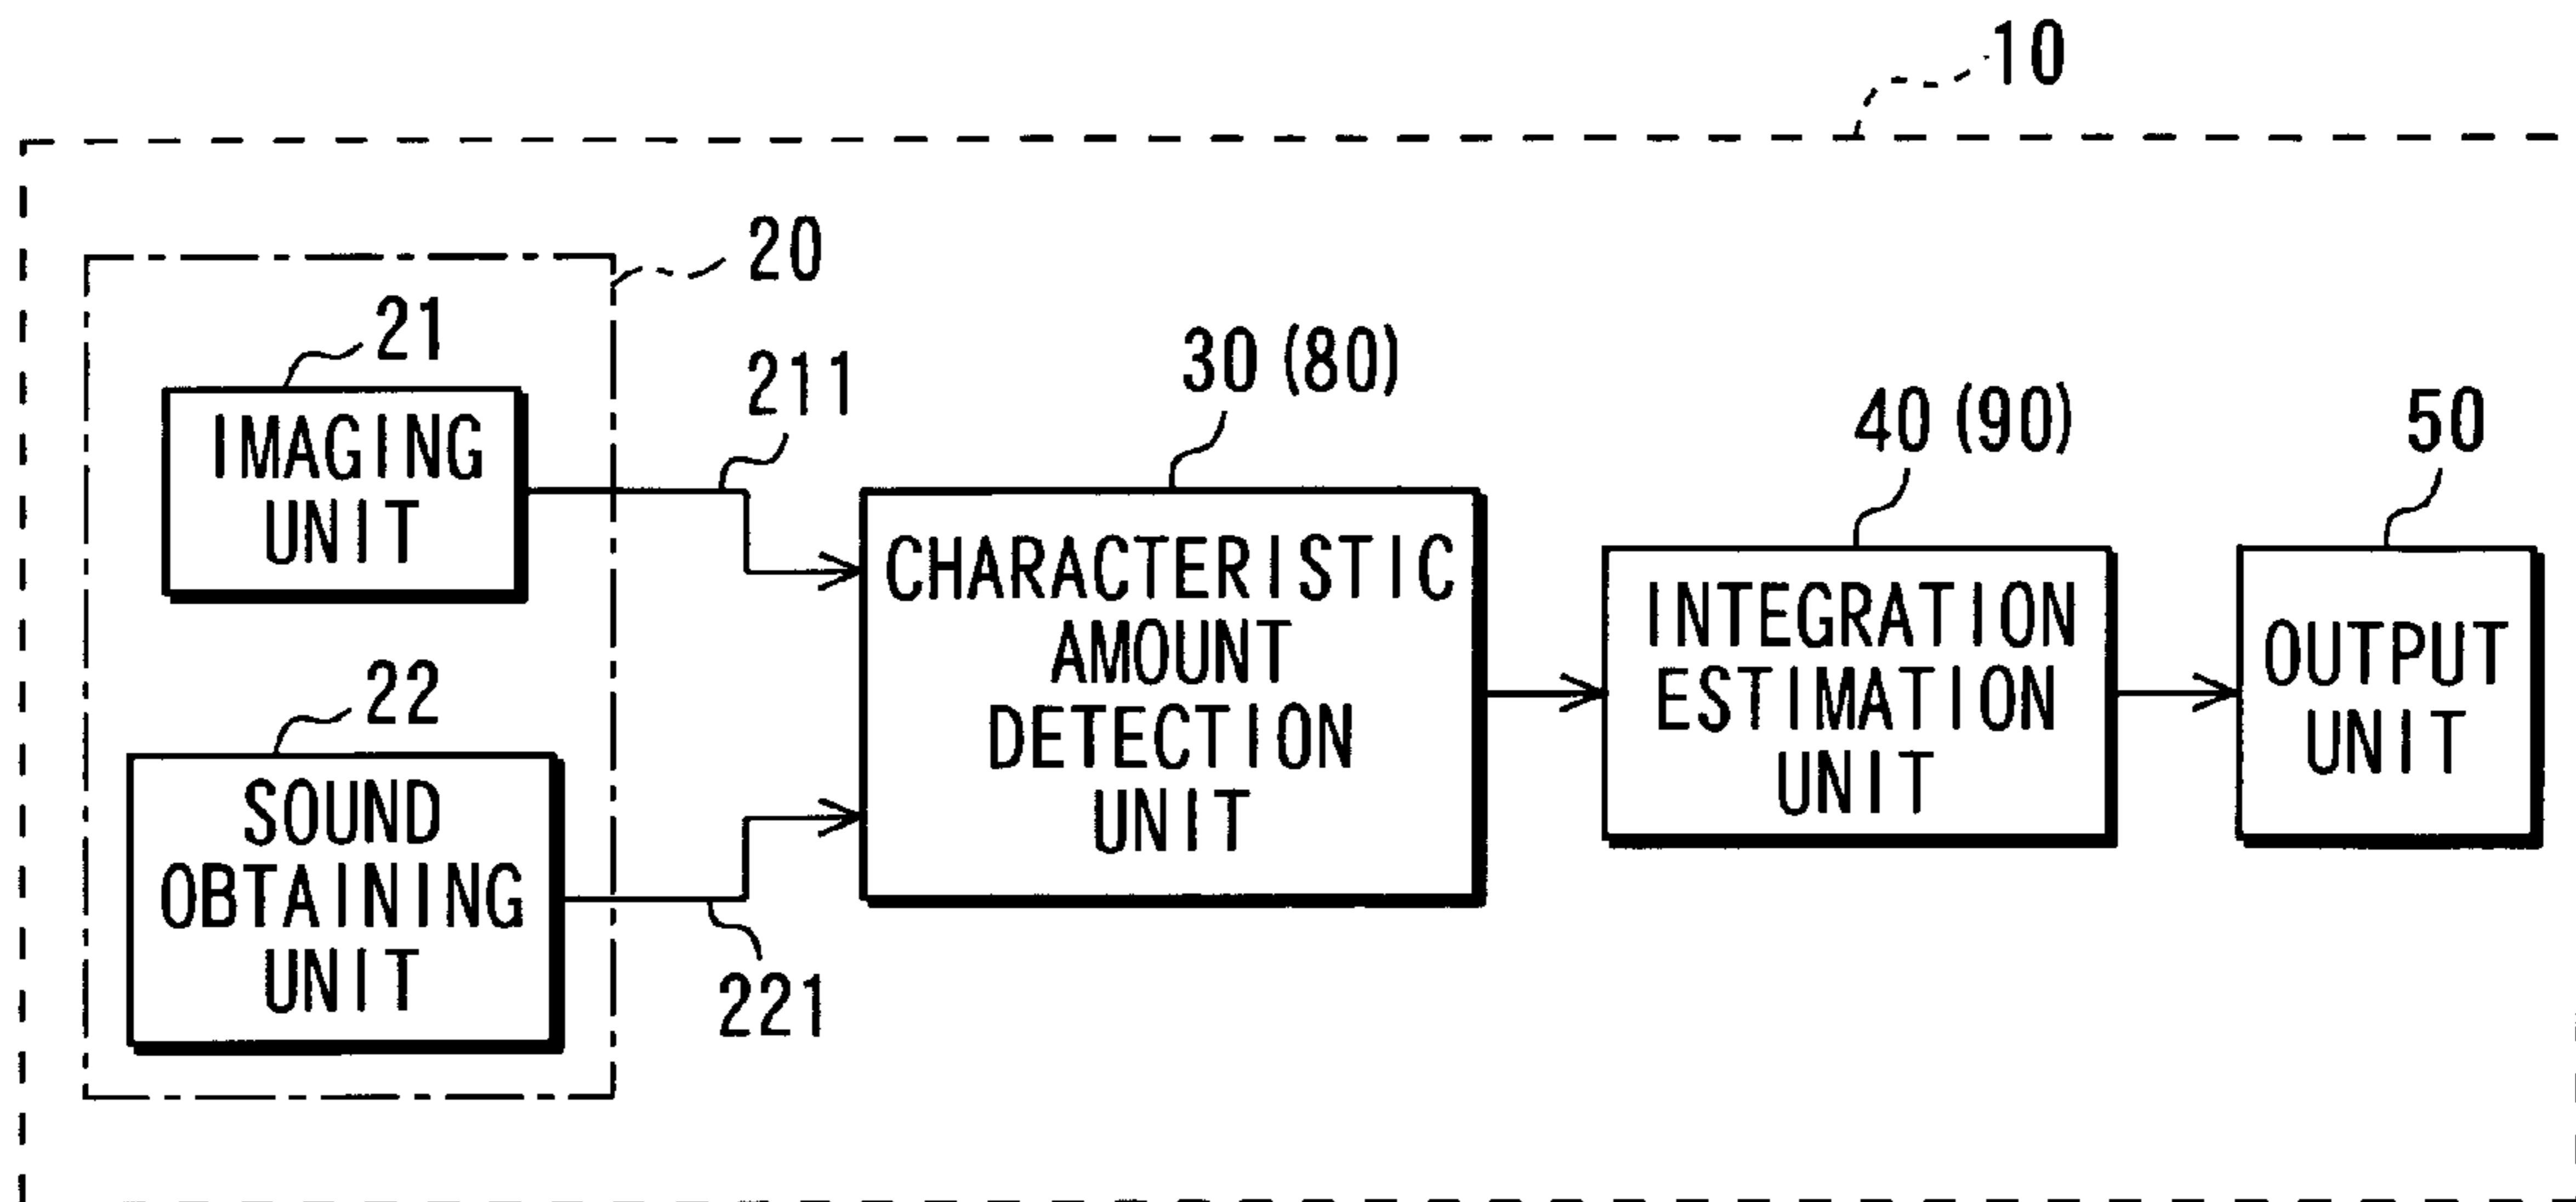 10
20
21
IMAGING
UNIT
211
22
SOUND
OBTAINING
UNIT
221
30 (80)
CHARACTERISTIC
AMOUNT
DETECTION
UNIT
40 (90)
INTEGRATION
ESTIMATION
UNIT
50
OUTPUT
UNIT